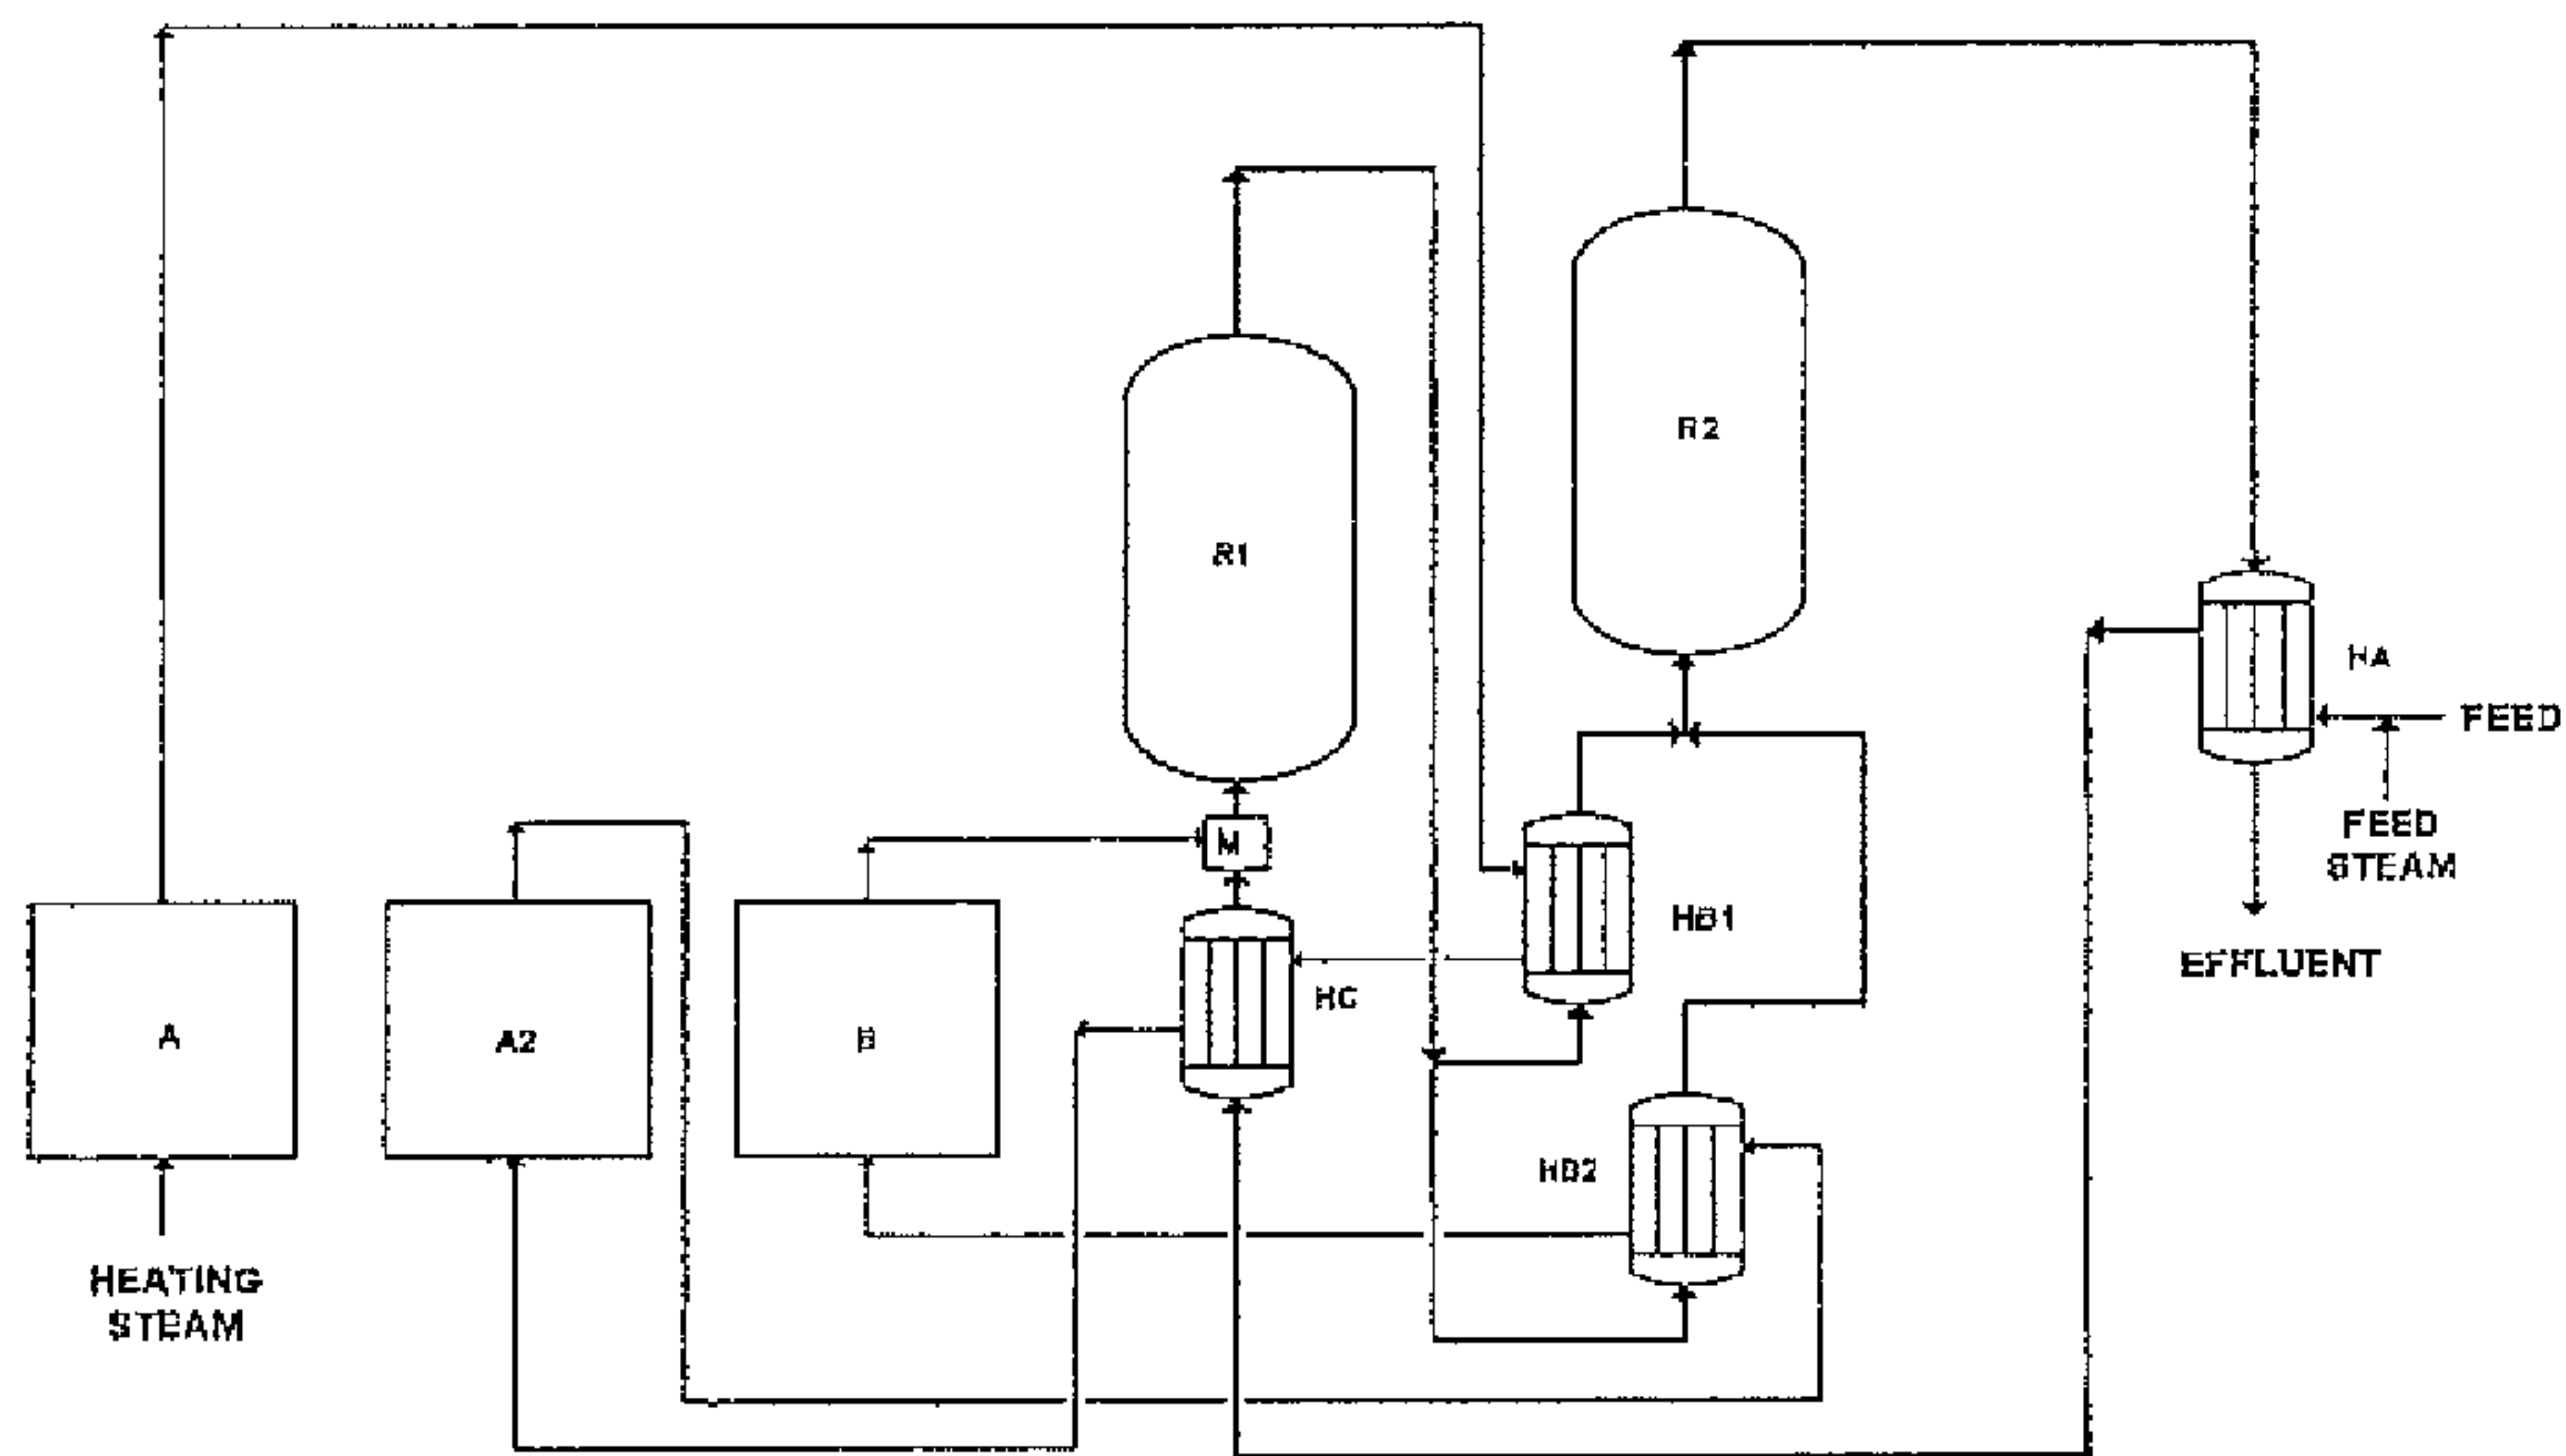 R2
R1
HA
FEED
M
FEED
STEAM
HB1
EFFLUENT
HC
A
A2
B
HB2
HEATING
STEAM